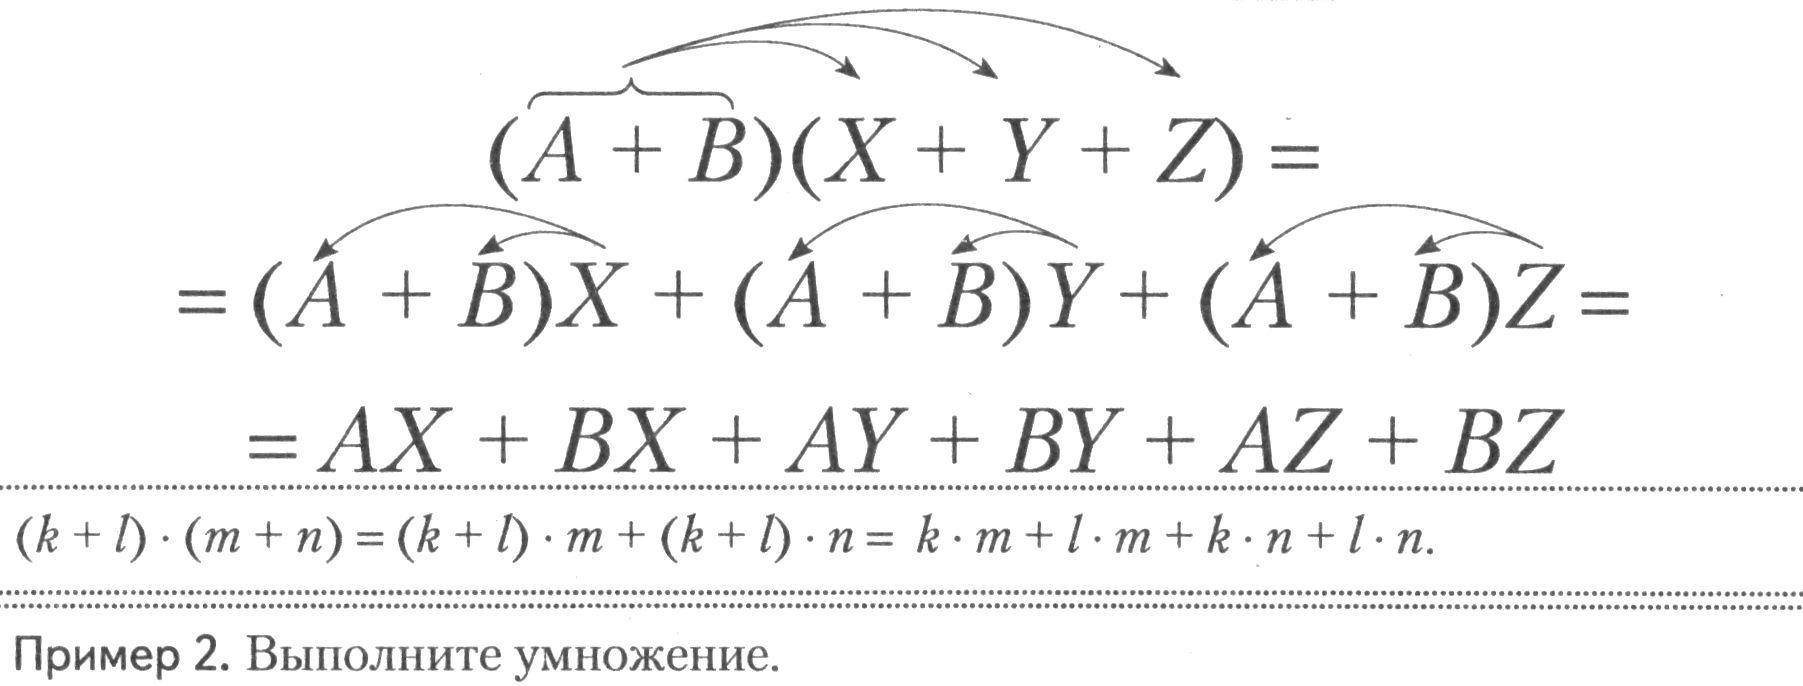 (A + B)(X + Y + Z) =
= (A + B)X + (A + B)Y + (A + B)Z =
= AX + BX + AY + BY + AZ + BZ
(k + l) · (m + n) = (k + l) · m + (k + l) · n = k · m + l · m + k · n + l · n.
Пример 2. Выполните умножение.